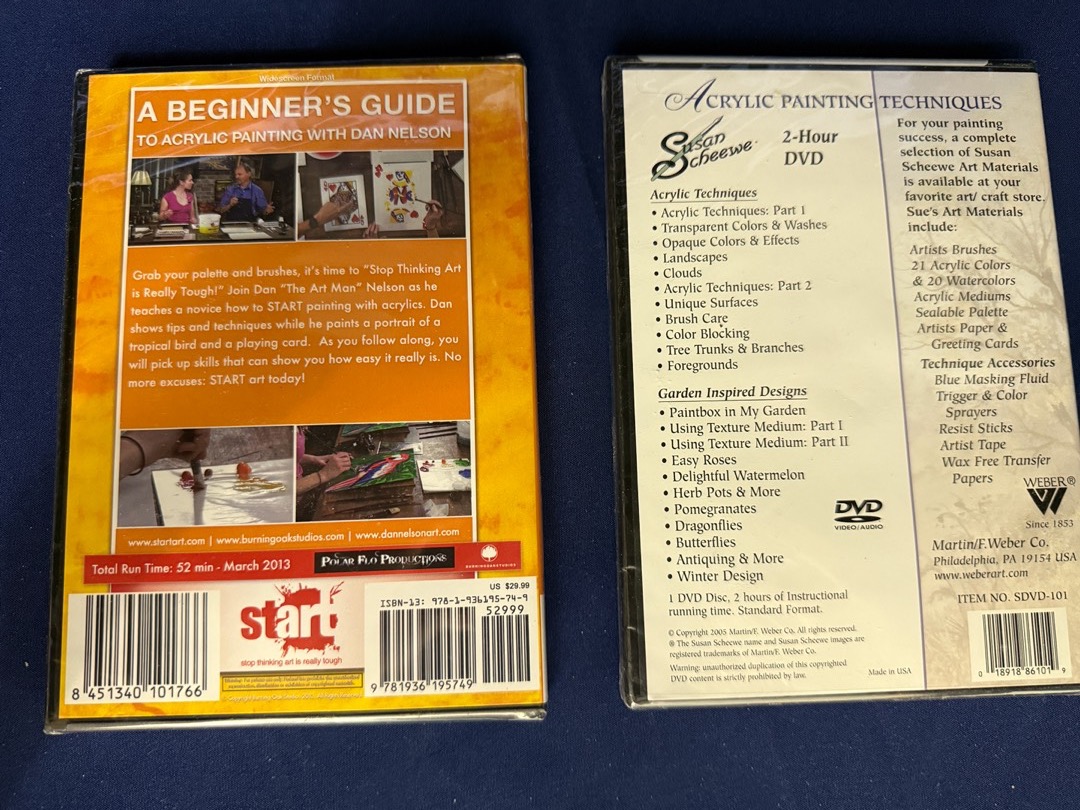 Widescreen Format
A BEGINNER'S GUIDE
TO ACRYLIC PAINTING WITH DAN NELSON
Grab your palette and brushes, it's time to "Stop Thinking Art
is Really Tough!" Join Dan "The Art Man" Nelson as he
teaches a novice how to START painting with acrylics. Dan
shows tips and techniques while he paints a portrait of a
tropical bird and a playing card. As you follow along, you
will pick up skills that can show you how easy it really is. No
more excuses: START art today!
www.startart.com | www.burningoakstudios.com | www.dannelsonart.com
Total Run Time: 52 min - March 2013
POLAR FLO PRODUCTIONS
BURNINGOAKSTUDIOS
US $29.99
ISBN-13: 978-1-936195-74-9
52999
start
stop thinking art is really tough
8 451340 101766
9 781936 195749
ACRYLIC PAINTING TECHNIQUES
Susan
Scheewe
2-Hour
DVD
Acrylic Techniques
• Acrylic Techniques: Part 1
• Transparent Colors & Washes
• Opaque Colors & Effects
• Landscapes
• Clouds
• Acrylic Techniques: Part 2
• Unique Surfaces
• Brush Care
• Color Blocking
• Tree Trunks & Branches
• Foregrounds
Garden Inspired Designs
• Paintbox in My Garden
• Using Texture Medium: Part I
• Using Texture Medium: Part II
• Easy Roses
• Delightful Watermelon
• Herb Pots & More
• Pomegranates
• Dragonflies
• Butterflies
• Antiquing & More
• Winter Design
DVD
VIDEO/AUDIO
1 DVD Disc, 2 hours of Instructional
running time. Standard Format.
© Copyright 2005 Martin/F. Weber Co. All rights reserved.
® The Susan Scheewe name and Susan Scheewe images are
registered trademarks of Martin/F. Weber Co.
Warning: unauthorized duplication of this copyrighted
DVD content is strictly prohibited by law.
Made in USA
For your painting
success, a complete
selection of Susan
Scheewe Art Materials
is available at your
favorite art/ craft store.
Sue's Art Materials
include:
Artists Brushes
21 Acrylic Colors
& 20 Watercolors
Acrylic Mediums
Sealable Palette
Artists Paper &
Greeting Cards
Technique Accessories
Blue Masking Fluid
Trigger & Color
Sprayers
Resist Sticks
Artist Tape
Wax Free Transfer
Papers
WEBER®
W
Since 1853
Martin/F.Weber Co.
Philadelphia, PA 19154 USA
www.weberart.com
ITEM NO. SDVD-101
0 18918 86101 9